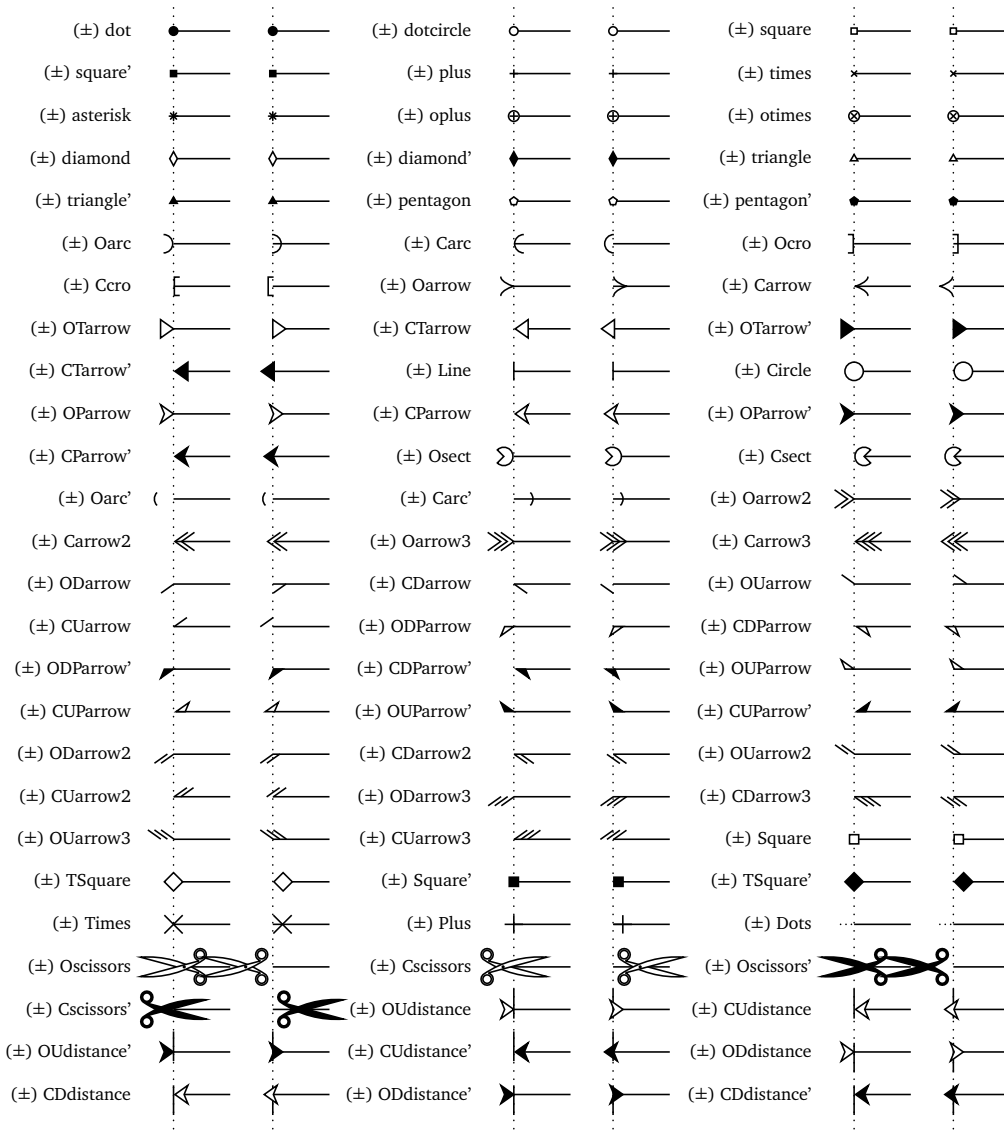 (±) dot (±) dotcircle (±) square
(±) square’ (±) plus (±) times
(±) asterisk (±) oplus (±) otimes
(±) diamond (±) diamond’ (±) triangle
(±) triangle’ (±) pentagon (±) pentagon’
(±) Oarc (±) Carc (±) Ocro
(±) Ccro (±) Oarrow (±) Carrow
(±) OTarrow (±) CTarrow (±) OTarrow’
(±) CTarrow’ (±) Line (±) Circle
(±) OParrow (±) CParrow (±) OParrow’
(±) CParrow’ (±) Osect (±) Csect
(±) Oarc’ (±) Carc’ (±) Oarrow2
(±) Carrow2 (±) Oarrow3 (±) Carrow3
(±) ODarrow (±) CDarrow (±) OUarrow
(±) CUarrow (±) ODParrow (±) CDParrow
(±) ODParrow’ (±) CDParrow’ (±) OUParrow
(±) CUParrow (±) OUParrow’ (±) CUParrow’
(±) ODarrow2 (±) CDarrow2 (±) OUarrow2
(±) CUarrow2 (±) ODarrow3 (±) CDarrow3
(±) OUarrow3 (±) CUarrow3 (±) Square
(±) TSquare (±) Square’ (±) TSquare’
(±) Times (±) Plus (±) Dots
(±) Oscissors (±) Cscissors (±) Oscissors’
(±) Cscissors’ (±) OUdistance (±) CUdistance
(±) OUdistance’ (±) CUdistance’ (±) ODdistance
(±) CDdistance (±) ODdistance’ (±) CDdistance’